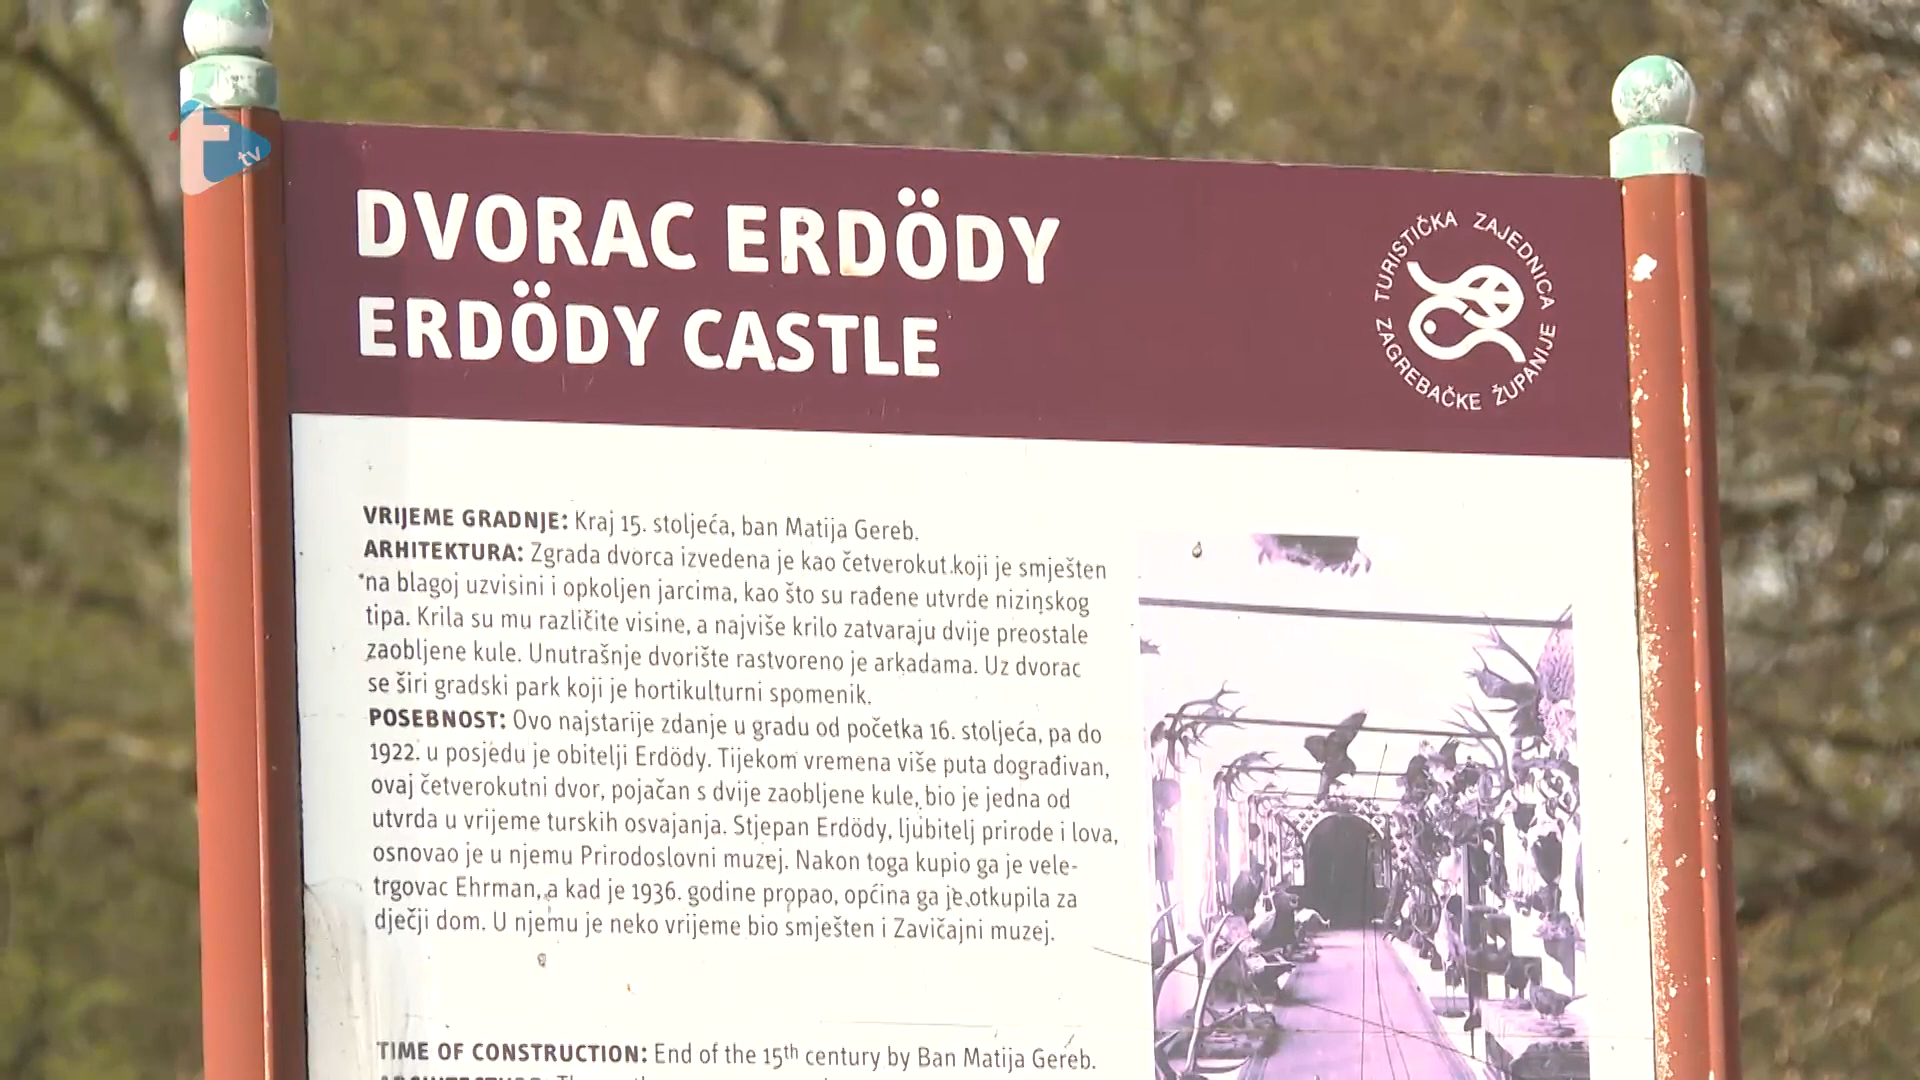 t tv
DVORAC ERDÖDY
ERDÖDY CASTLE
TURISTIČKA ZAJEDNICA
ZAGREBAČKE ŽUPANIJE
VRIJEME GRADNJE: Kraj 15. stoljeća, ban Matija Gereb.
ARHITEKTURA: Zgrada dvorca izvedena je kao četverokut koji je smješten
na blagoj uzvisini i opkoljen jarcima, kao što su rađene utvrde nizinskog
tipa. Krila su mu različite visine, a najviše krilo zatvaraju dvije preostale
zaobljene kule. Unutrašnje dvorište rastvoreno je arkadama. Uz dvorac
se širi gradski park koji je hortikulturni spomenik.
POSEBNOST: Ovo najstarije zdanje u gradu od početka 16. stoljeća, pa do
1922. u posjedu je obitelji Erdödy. Tijekom vremena više puta dograđivan,
ovaj četverokutni dvor, pojačan s dvije zaobljene kule, bio je jedna od
utvrda u vrijeme turskih osvajanja. Stjepan Erdödy, ljubitelj prirode i lova,
osnovao je u njemu Prirodoslovni muzej. Nakon toga kupio ga je vele-
trgovac Ehrman, a kad je 1936. godine propao, općina ga je otkupila za
dječji dom. U njemu je neko vrijeme bio smješten i Zavičajni muzej.
TIME OF CONSTRUCTION: End of the 15th century by Ban Matija Gereb.